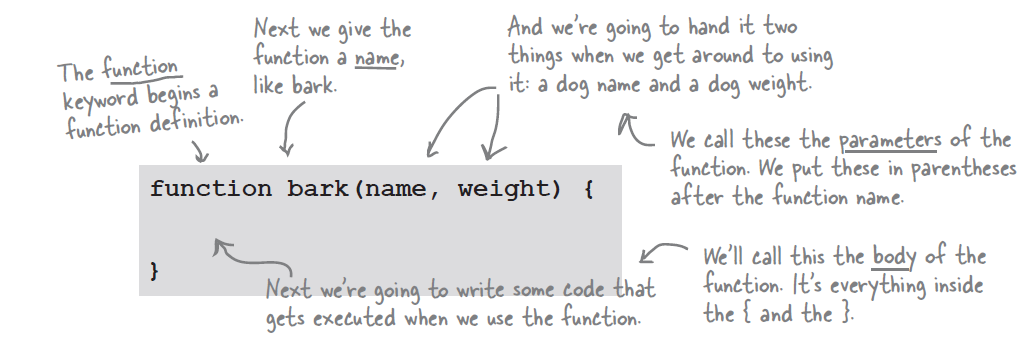 The function
keyword begins a
function definition.
Next we give the
function a name,
like bark.
And we're going to hand it two
things when we get around to using
it: a dog name and a dog weight.
We call these the parameters of the
function. We put these in parentheses
after the function name.
function bark(name, weight) {
}
Next we're going to write some code that
gets executed when we use the function.
We'll call this the body of the
function. It's everything inside
the { and the }.